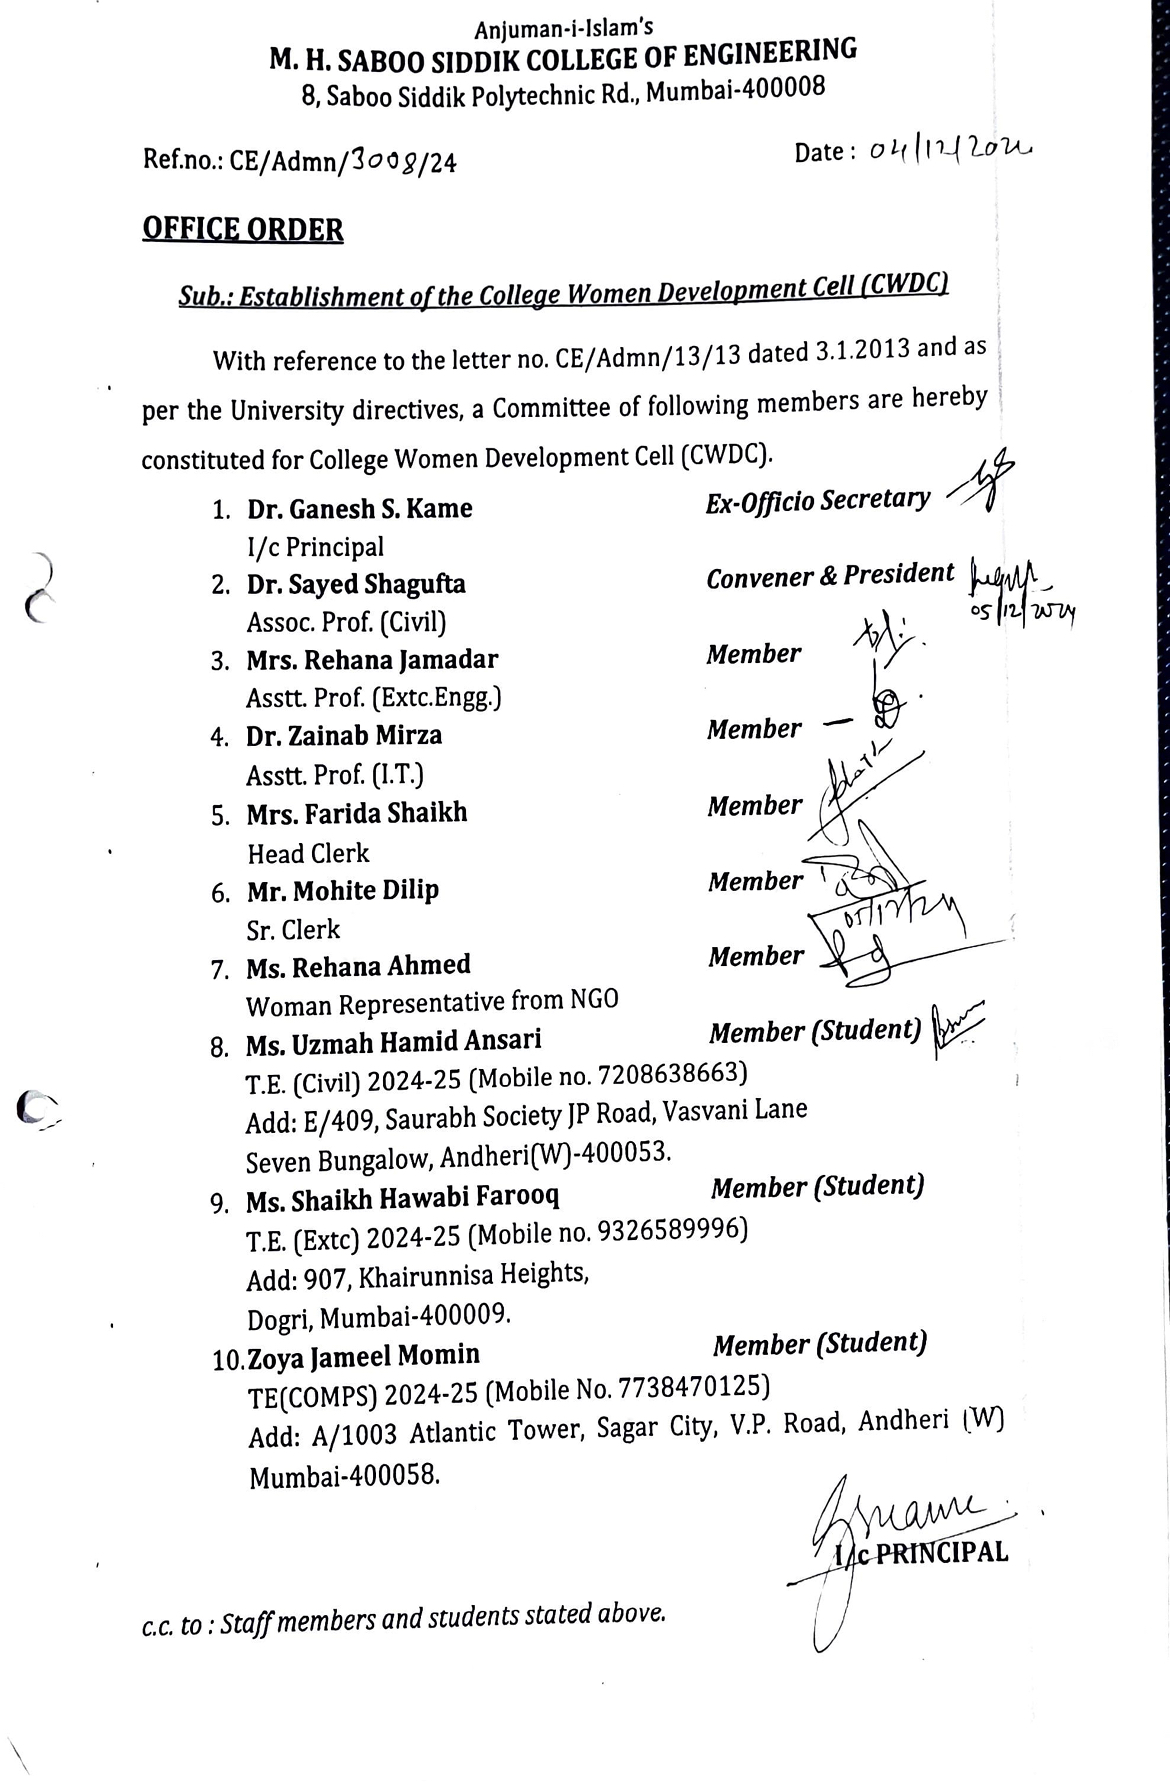 Anjuman-i-Islam's
M. H. SABOO SIDDIK COLLEGE OF ENGINEERING
8, Saboo Siddik Polytechnic Rd., Mumbai-400008
Ref.no.: CE/Admn/3008/24 Date : 04/12/2024
OFFICE ORDER
Sub.: Establishment of the College Women Development Cell (CWDC)
With reference to the letter no. CE/Admn/13/13 dated 3.1.2013 and as
per the University directives, a Committee of following members are hereby
constituted for College Women Development Cell (CWDC).
1. Dr. Ganesh S. Kame Ex-Officio Secretary
I/c Principal
2. Dr. Sayed Shagufta Convener & President
Assoc. Prof. (Civil) 05/12/2024
3. Mrs. Rehana Jamadar Member
Asstt. Prof. (Extc.Engg.)
4. Dr. Zainab Mirza Member
Asstt. Prof. (I.T.)
5. Mrs. Farida Shaikh Member
Head Clerk
6. Mr. Mohite Dilip Member
Sr. Clerk 05/12/24
7. Ms. Rehana Ahmed Member
Woman Representative from NGO
8. Ms. Uzmah Hamid Ansari Member (Student)
T.E. (Civil) 2024-25 (Mobile no. 7208638663)
Add: E/409, Saurabh Society JP Road, Vasvani Lane
Seven Bungalow, Andheri(W)-400053.
9. Ms. Shaikh Hawabi Farooq Member (Student)
T.E. (Extc) 2024-25 (Mobile no. 9326589996)
Add: 907, Khairunnisa Heights,
Dogri, Mumbai-400009.
10. Zoya Jameel Momin Member (Student)
TE(COMPS) 2024-25 (Mobile No. 7738470125)
Add: A/1003 Atlantic Tower, Sagar City, V.P. Road, Andheri (W)
Mumbai-400058.
I/c PRINCIPAL
c.c. to : Staff members and students stated above.